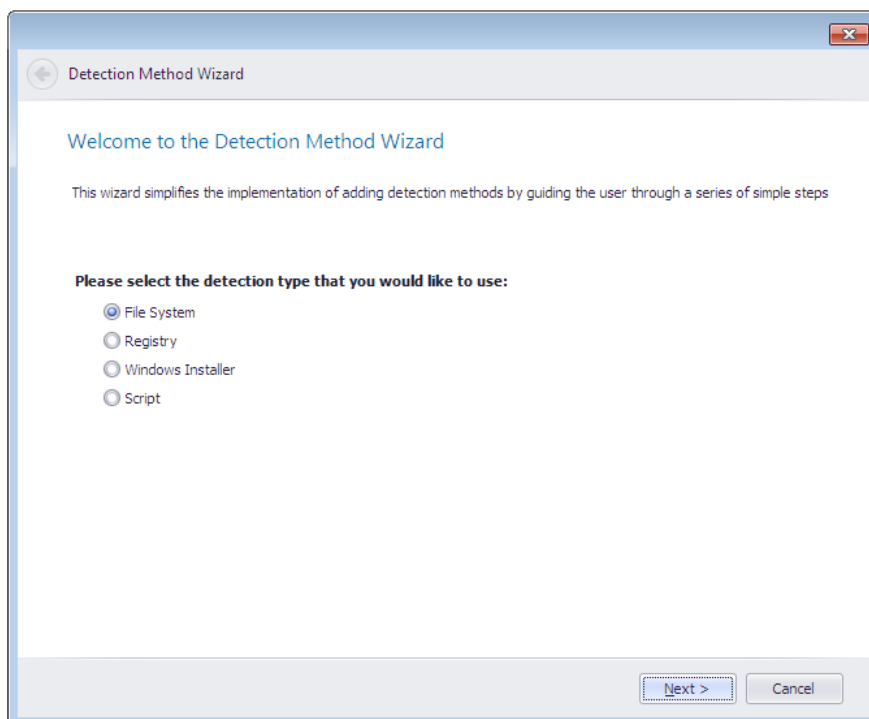 Detection Method Wizard
Welcome to the Detection Method Wizard
This wizard simplifies the implementation of adding detection methods by guiding the user through a series of simple steps
Please select the detection type that you would like to use:
File System
Registry
Windows Installer
Script
Next >
Cancel